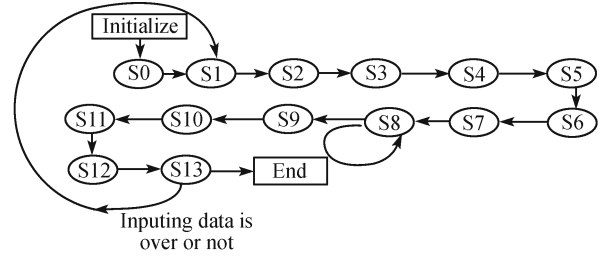 Initialize
S0 S1 S2 S3 S4 S5
S11 S10 S9 S8 S7 S6
S12 S13 End
Inputing data is
over or not